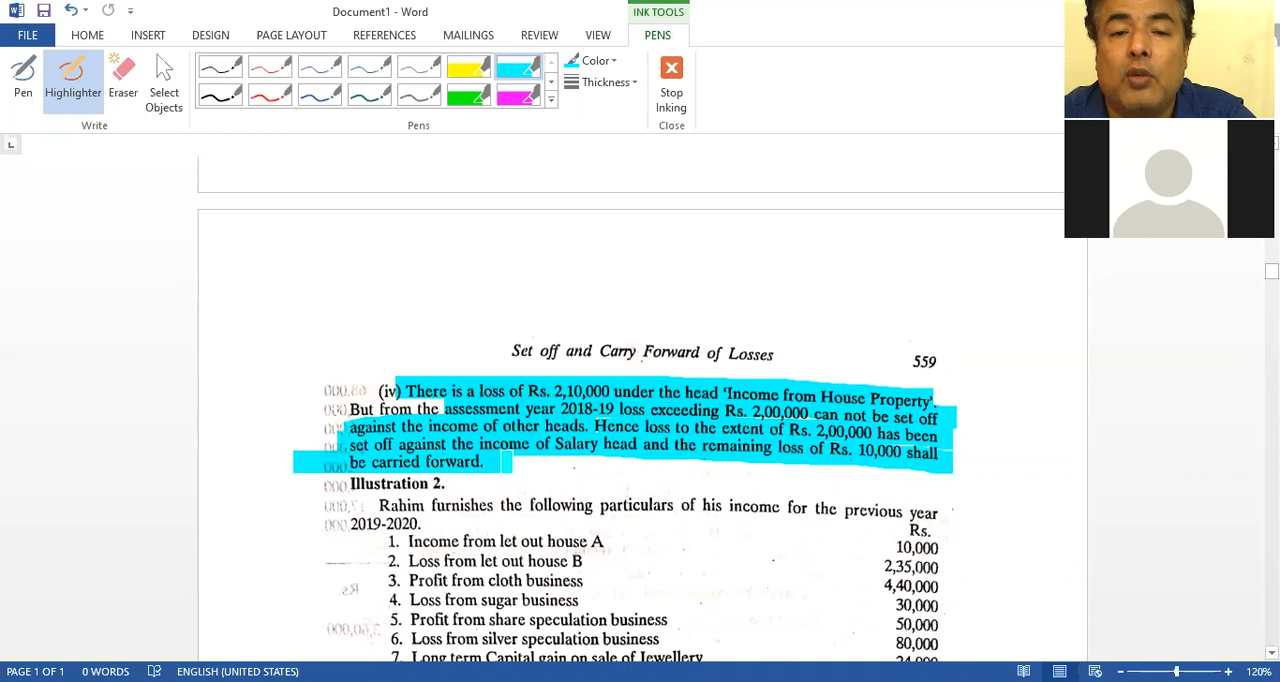 Document1 - Word
INK TOOLS
FILE
HOME
INSERT
DESIGN
PAGE LAYOUT
REFERENCES
MAILINGS
REVIEW
VIEW
PENS
Pen
Highlighter
Eraser
Select Objects
Color
Thickness
Stop Inking
Write
Pens
Close
Set off and Carry Forward of Losses 559
(iv) There is a loss of Rs. 2,10,000 under the head 'Income from House Property'.
But from the assessment year 2018-19 loss exceeding Rs. 2,00,000 can not be set off
against the income of other heads. Hence loss to the extent of Rs. 2,00,000 has been
set off against the income of Salary head and the remaining loss of Rs. 10,000 shall
be carried forward.
Illustration 2.
Rahim furnishes the following particulars of his income for the previous year
2019-2020. Rs.
1. Income from let out house A 10,000
2. Loss from let out house B 2,35,000
3. Profit from cloth business 4,40,000
4. Loss from sugar business 30,000
5. Profit from share speculation business 50,000
6. Loss from silver speculation business 80,000
7. Long term Capital gain on sale of Jewellery
PAGE 1 OF 1
0 WORDS
ENGLISH (UNITED STATES)
120%